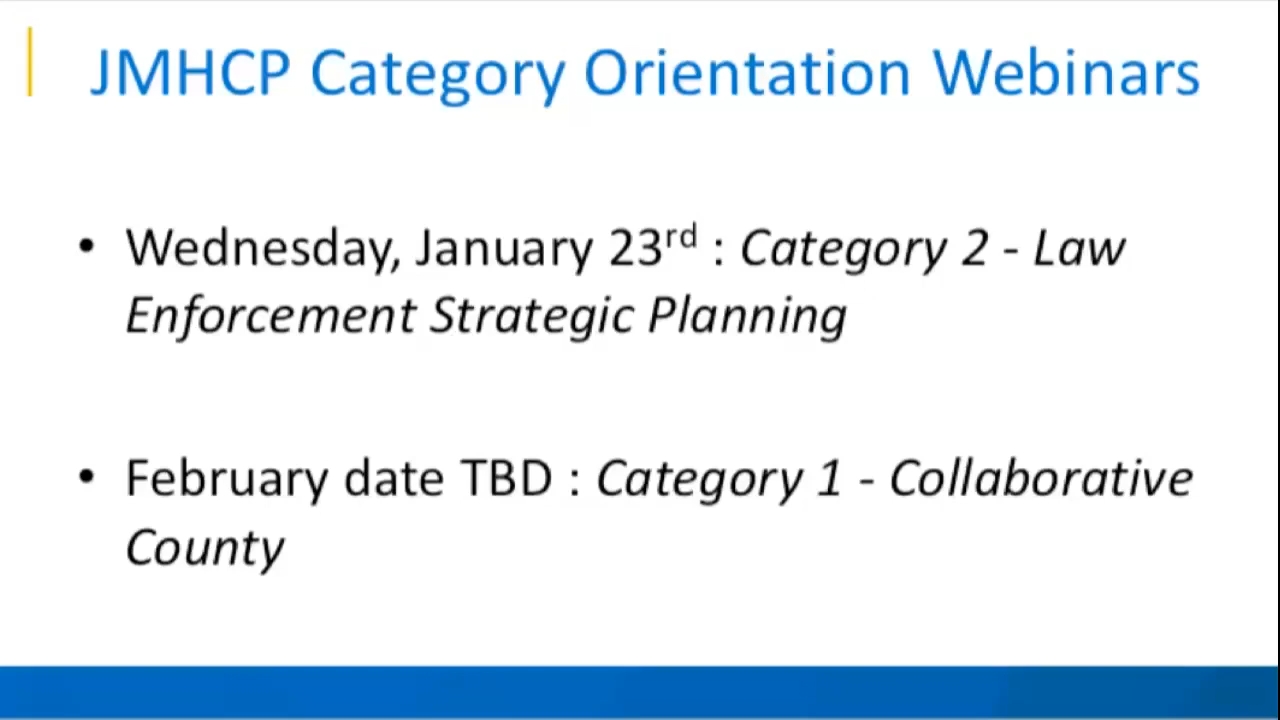 JMHCP Category Orientation Webinars
• Wednesday, January 23rd : Category 2 - Law
Enforcement Strategic Planning
• February date TBD : Category 1 - Collaborative
County